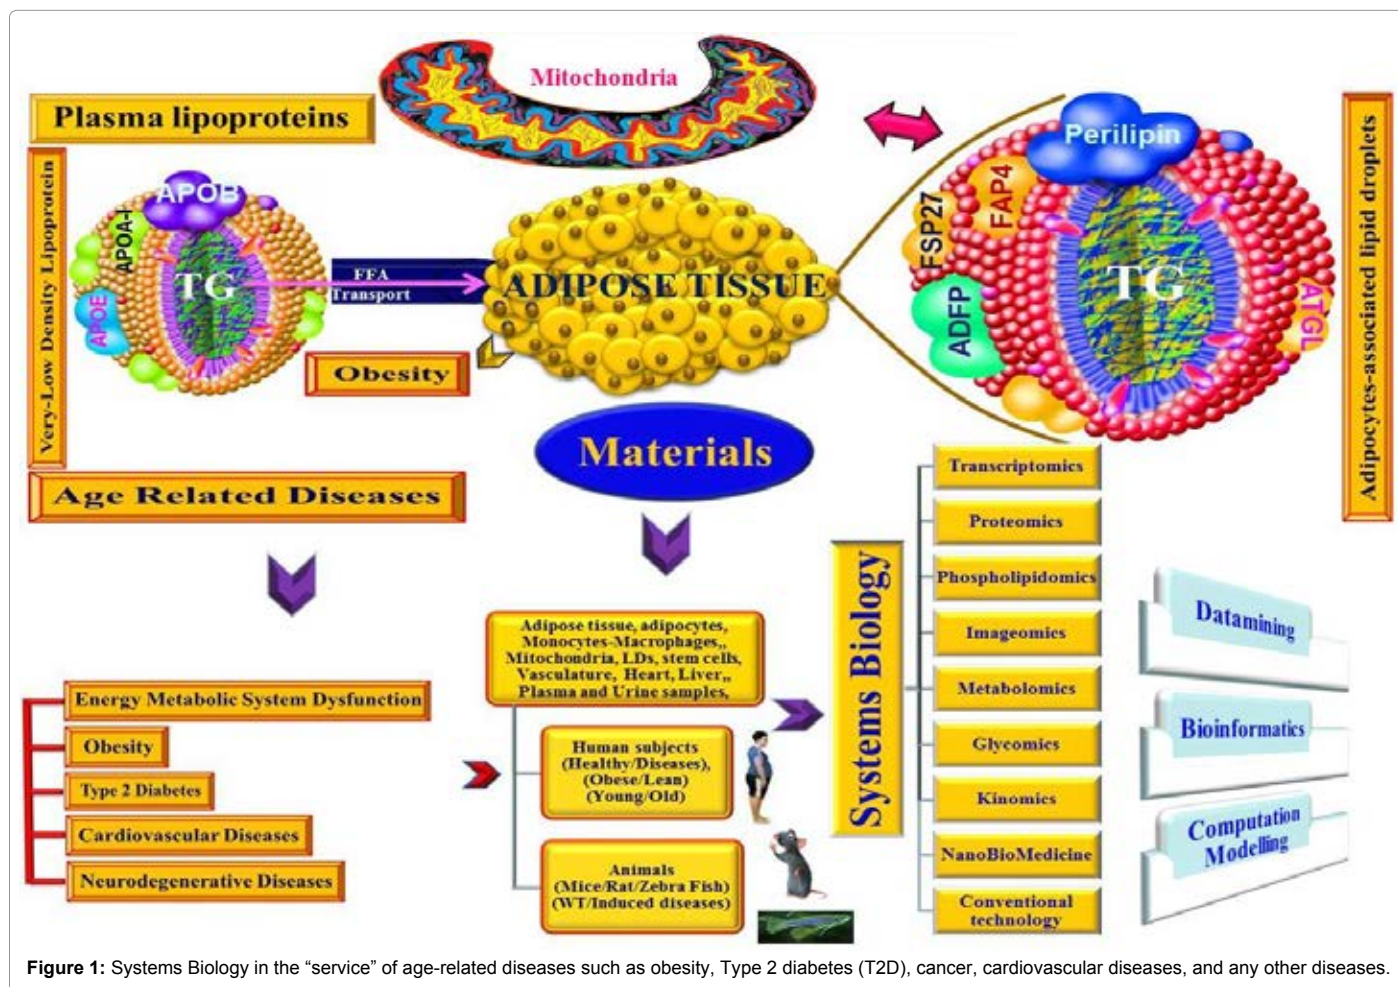 Mitochondria
Plasma lipoproteins
Very-Low Density Lipoprotein
APOB
APOA-I
APOE
TG
FFA
Transport
ADIPOSE TISSUE
Obesity
Perilipin
FAP4
FSP27
ADFP
TG
ATGL
Adipocytes-associated lipid droplets
Materials
Age Related Diseases
Energy Metabolic System Dysfunction
Obesity
Type 2 Diabetes
Cardiovascular Diseases
Neurodegenerative Diseases
Adipose tissue, adipocytes,
Monocytes-Macrophages,,
Mitochondria, LDs, stem cells,
Vasculature, Heart, Liver,,
Plasma and Urine samples,
Human subjects
(Healthy/Diseases),
(Obese/Lean)
(Young/Old)
Animals
(Mice/Rat/Zebra Fish)
(WT/Induced diseases)
Systems Biology
Transcriptomics
Proteomics
Phospholipidomics
Imageomics
Metabolomics
Glycomics
Kinomics
NanoBioMedicine
Conventional
technology
Datamining
Bioinformatics
Computation
Modelling
Figure 1: Systems Biology in the “service” of age-related diseases such as obesity, Type 2 diabetes (T2D), cancer, cardiovascular diseases, and any other diseases.